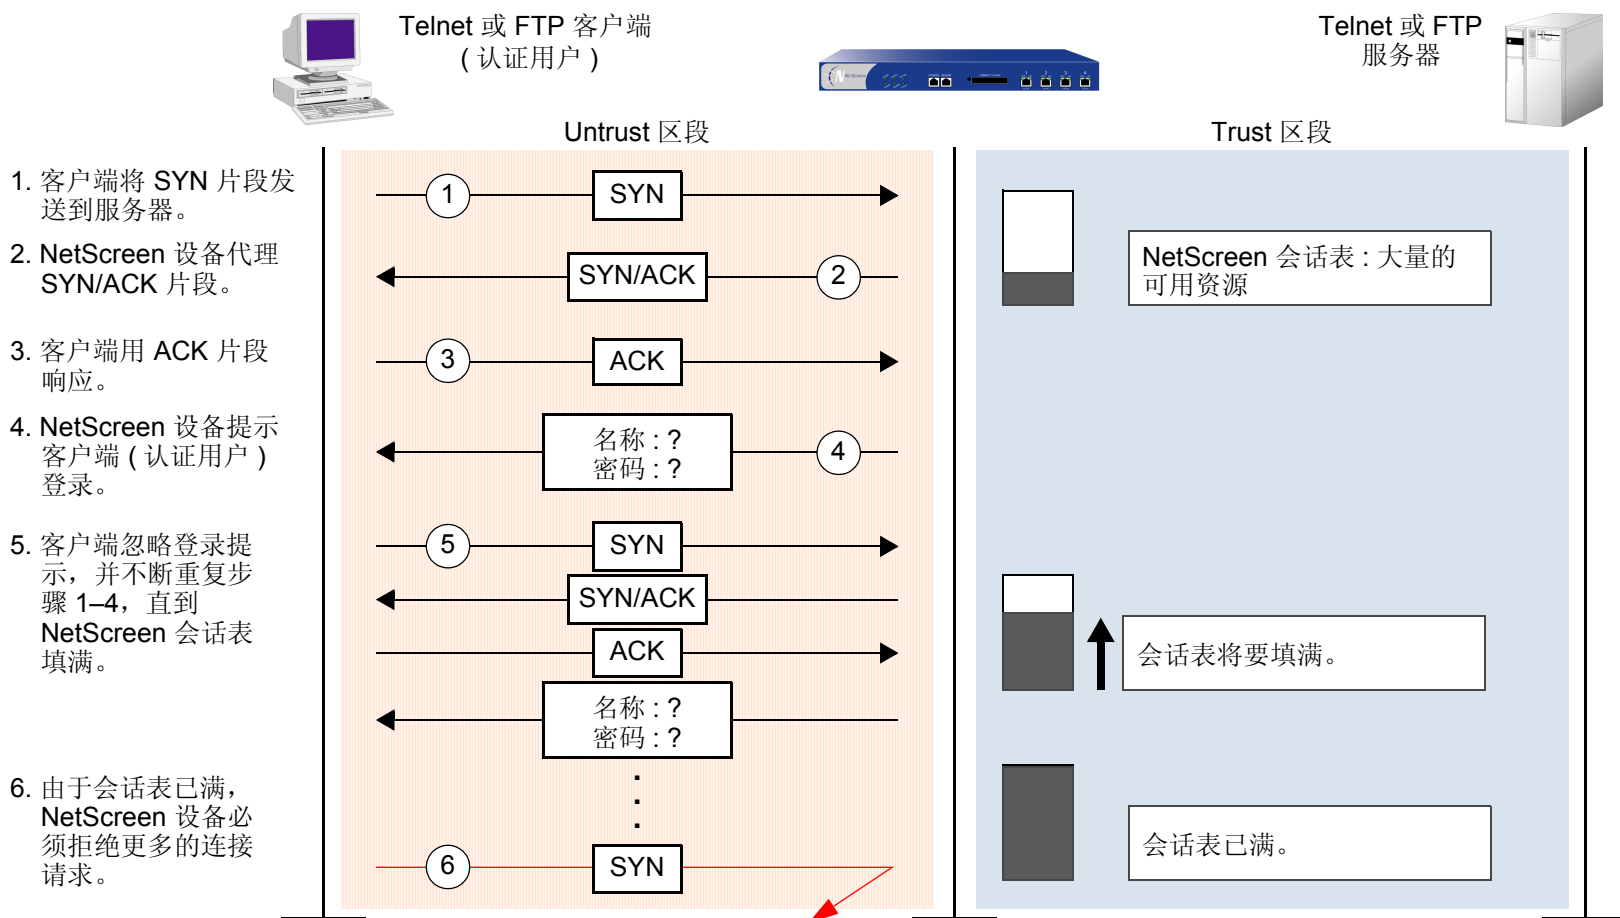 Telnet 或 FTP 客户端
( 认证用户 )
Telnet 或 FTP
服务器
NetScreen
Untrust 区段
Trust 区段
1. 客户端将 SYN 片段发
送到服务器。
1
SYN
2. NetScreen 设备代理
SYN/ACK 片段。
SYN/ACK
2
NetScreen 会话表 : 大量的
可用资源
3. 客户端用 ACK 片段
响应。
3
ACK
4. NetScreen 设备提示
客户端 ( 认证用户 )
登录。
名称 : ?
密码 : ?
4
5. 客户端忽略登录提
示，并不断重复步
骤 1–4，直到
NetScreen 会话表
填满。
5
SYN
SYN/ACK
ACK
会话表将要填满。
名称 : ?
密码 : ?
6. 由于会话表已满，
NetScreen 设备必
须拒绝更多的连接
请求。
6
SYN
会话表已满。